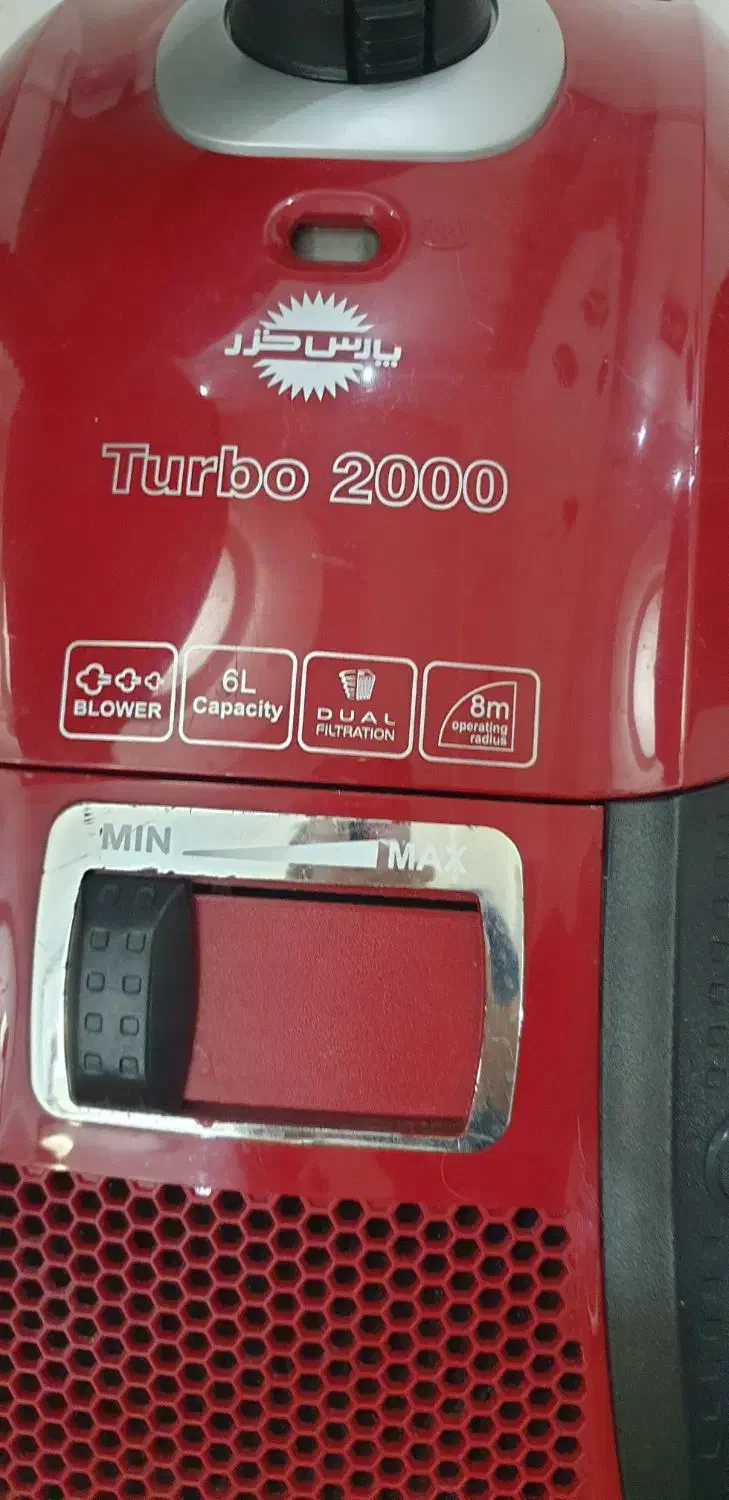 پارس خزر
Turbo 2000
BLOWER
6L
Capacity
DUAL
FILTRATION
8m
operating
radius
MIN
MAX